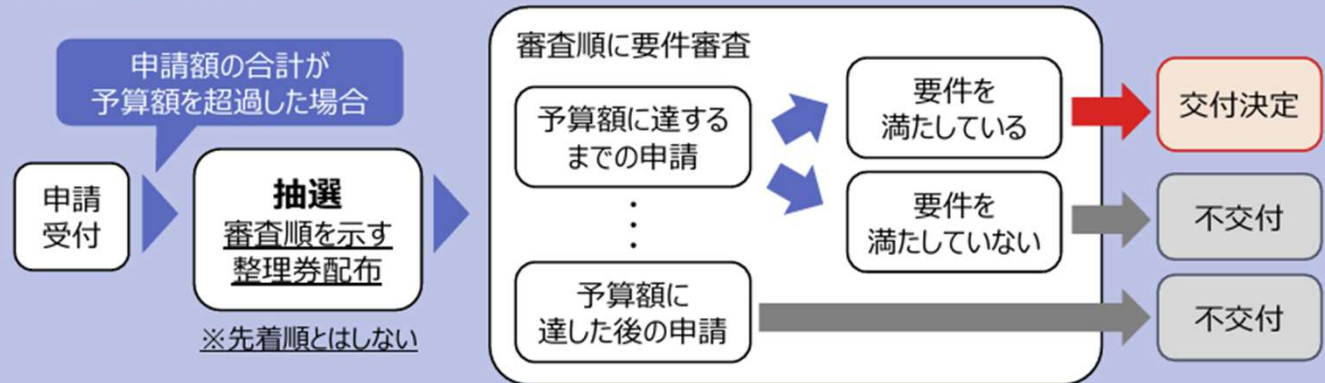 申請額の合計が
予算額を超過した場合
申請
受付
抽選
審査順を示す
整理券配布
※先着順とはしない
審査順に要件審査
予算額に達する
までの申請
⋮
予算額に
達した後の申請
要件を
満たしている
要件を
満たしていない
交付決定
不交付
不交付